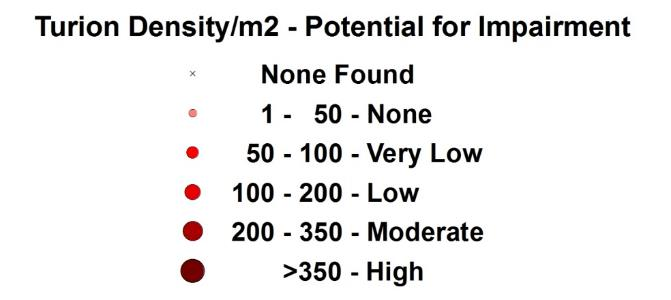 Turion Density/m2 - Potential for Impairment
None Found
1 - 50 - None
50 - 100 - Very Low
100 - 200 - Low
200 - 350 - Moderate
>350 - High